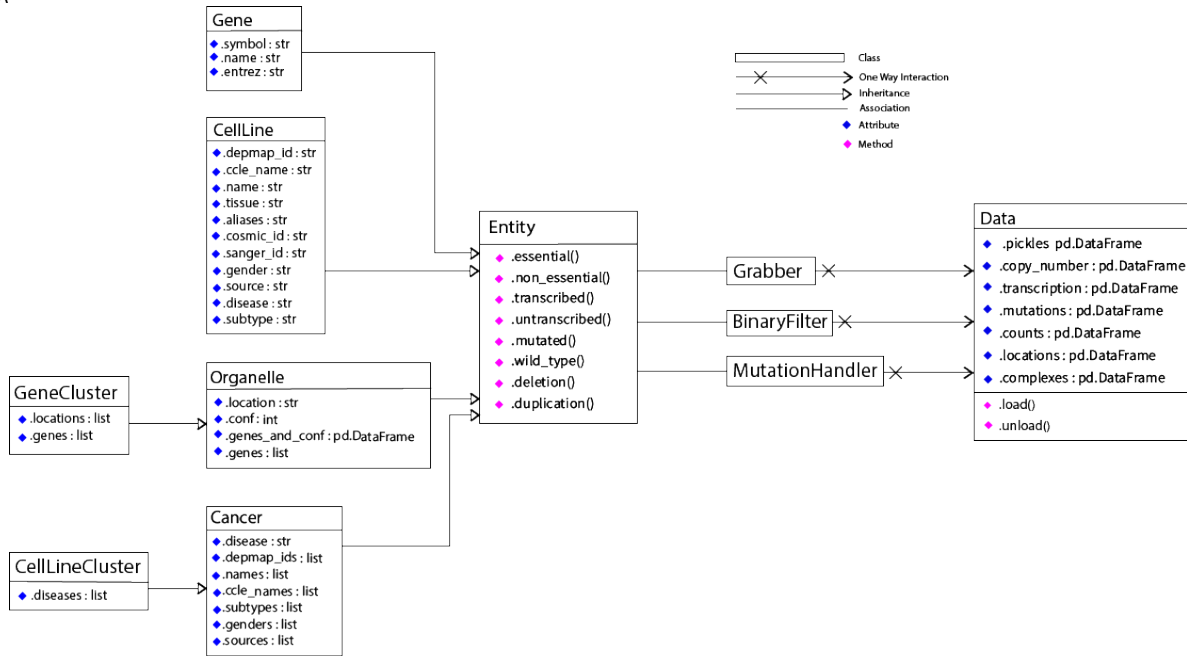 Gene
.symbol : str
.name : str
.entrez : str
CellLine
.depmap_id : str
.ccle_name : str
.name : str
.tissue : str
.aliases : str
.cosmic_id : str
.sanger_id : str
.gender : str
.source : str
.disease : str
.subtype : str
GeneCluster
.locations : list
.genes : list
Organelle
.location : str
.conf : int
.genes_and_conf : pd.DataFrame
.genes : list
CellLineCluster
.diseases : list
Cancer
.disease : str
.depmap_ids : list
.names : list
.ccle_names : list
.subtypes : list
.genders : list
.sources : list
Entity
.essential()
.non_essential()
.transcribed()
.untranscribed()
.mutated()
.wild_type()
.deletion()
.duplication()
Grabber
BinaryFilter
MutationHandler
Class
One Way Interaction
Inheritance
Association
Attribute
Method
Data
.pickles pd.DataFrame
.copy_number : pd.DataFrame
.transcription : pd.DataFrame
.mutations : pd.DataFrame
.counts : pd.DataFrame
.locations : pd.DataFrame
.complexes : pd.DataFrame
.load()
.unload()